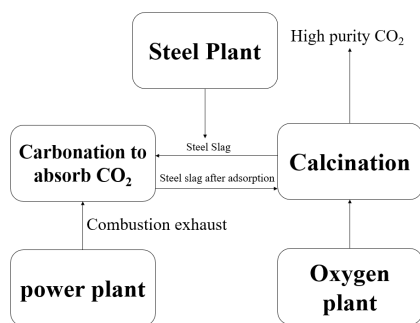 Steel Plant
High purity CO₂
Steel Slag
Carbonation to
absorb CO₂
Calcination
Steel slag after adsorption
Combustion exhaust
power plant
Oxygen
plant